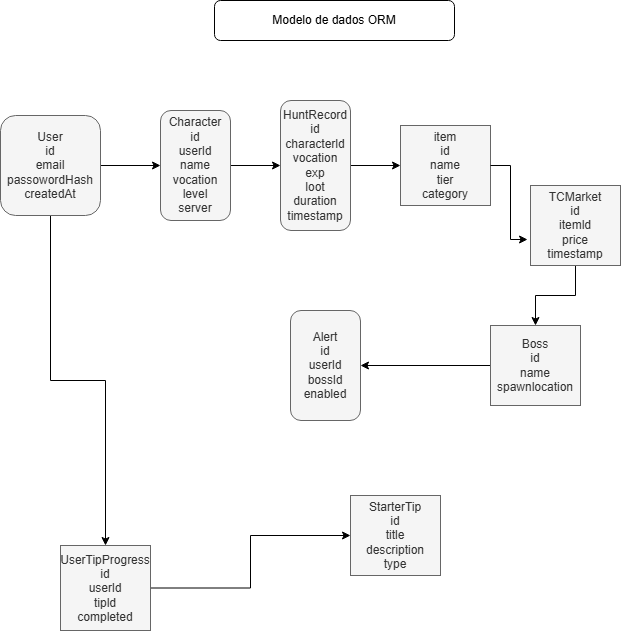 Modelo de dados ORM
User
id
email
passowordHash
createdAt
Character
id
userId
name
vocation
level
server
HuntRecord
id
characterId
vocation
exp
loot
duration
timestamp
item
id
name
tier
category
TCMarket
id
itemId
price
timestamp
Alert
id
userId
bossId
enabled
Boss
id
name
spawnlocation
StarterTip
id
title
description
type
UserTipProgress
id
userId
tipId
completed